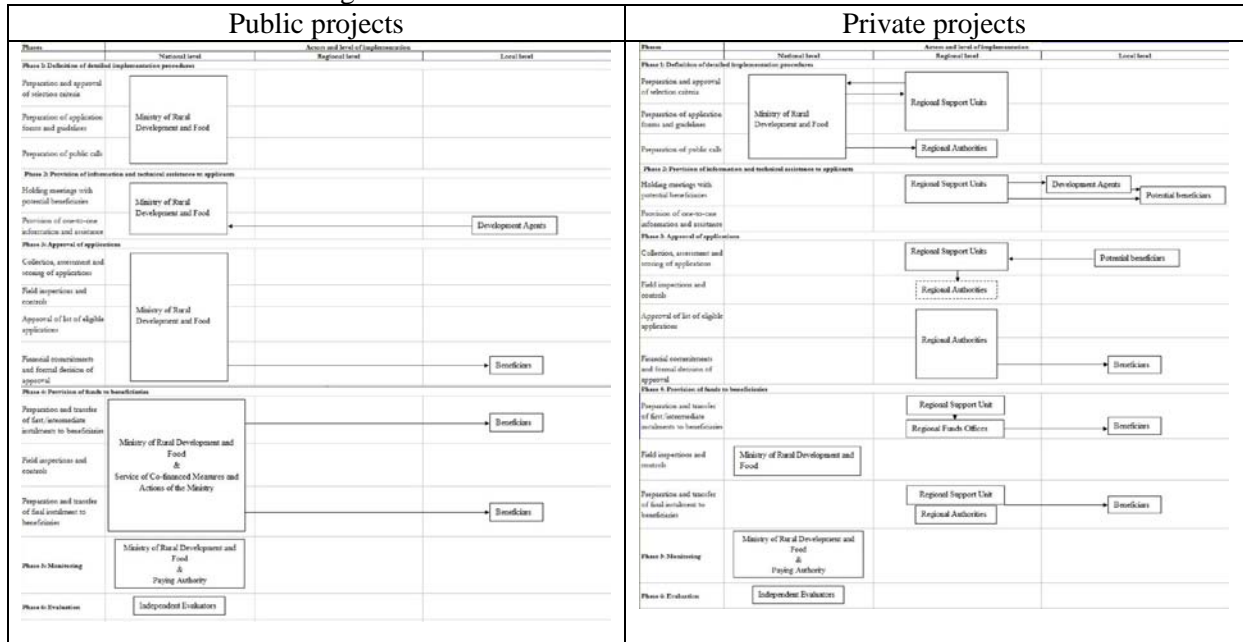 Public projects
Phases
Actors and level of implementation
National level
Regional level
Local level
Phase 1: Definition of detailed implementation procedures
Preparation and approval
of selection criteria
Preparation of application
forms and guidelines
Preparation of public calls
Ministry of Rural
Development and Food
Phase 2: Provision of information and technical assistance to applicants
Holding meetings with
potential beneficiaries
Provision of one-to-one
information and assistance
Ministry of Rural
Development and Food
Development Agents
Phase 3: Approval of applications
Collection, assessment and
scoring of applications
Field inspections and
controls
Approval of list of eligible
applications
Financial commitments
and formal decision of
approval
Ministry of Rural
Development and Food
Beneficiars
Phase 4: Provision of funds to beneficiaries
Preparation and transfer
of first/intermediate
instalments to beneficiaries
Field inspections and
controls
Preparation and transfer
of final instalment to
beneficiaries
Ministry of Rural Development and
Food
&
Service of Co-financed Measures and
Actions of the Ministry
Beneficiars
Beneficiars
Phase 5: Monitoring
Ministry of Rural Development and
Food
&
Paying Authority
Phase 6: Evaluation
Independent Evaluators
Private projects
Phases
Actors and level of implementation
National level
Regional level
Local level
Phase 1: Definition of detailed implementation procedures
Preparation and approval
of selection criteria
Preparation of application
forms and guidelines
Preparation of public calls
Ministry of Rural
Development and Food
Regional Support Units
Regional Authorities
Phase 2: Provision of information and technical assistance to applicants
Holding meetings with
potential beneficiaries
Provision of one-to-one
information and assistance
Regional Support Units
Development Agents
Potential beneficiars
Phase 3: Approval of applications
Collection, assessment and
scoring of applications
Field inspections and
controls
Approval of list of eligible
applications
Financial commitments
and formal decision of
approval
Regional Support Units
Potential beneficiars
Regional Authorities
Regional Authorities
Beneficiars
Phase 4: Provision of funds to beneficiaries
Preparation and transfer
of first/intermediate
instalments to beneficiaries
Field inspections and
controls
Preparation and transfer
of final instalment to
beneficiaries
Regional Support Unit
Regional Funds Offices
Beneficiars
Ministry of Rural Development and
Food
Regional Support Unit
Regional Authorities
Beneficiars
Phase 5: Monitoring
Ministry of Rural Development and
Food
&
Paying Authority
Phase 6: Evaluation
Independent Evaluators